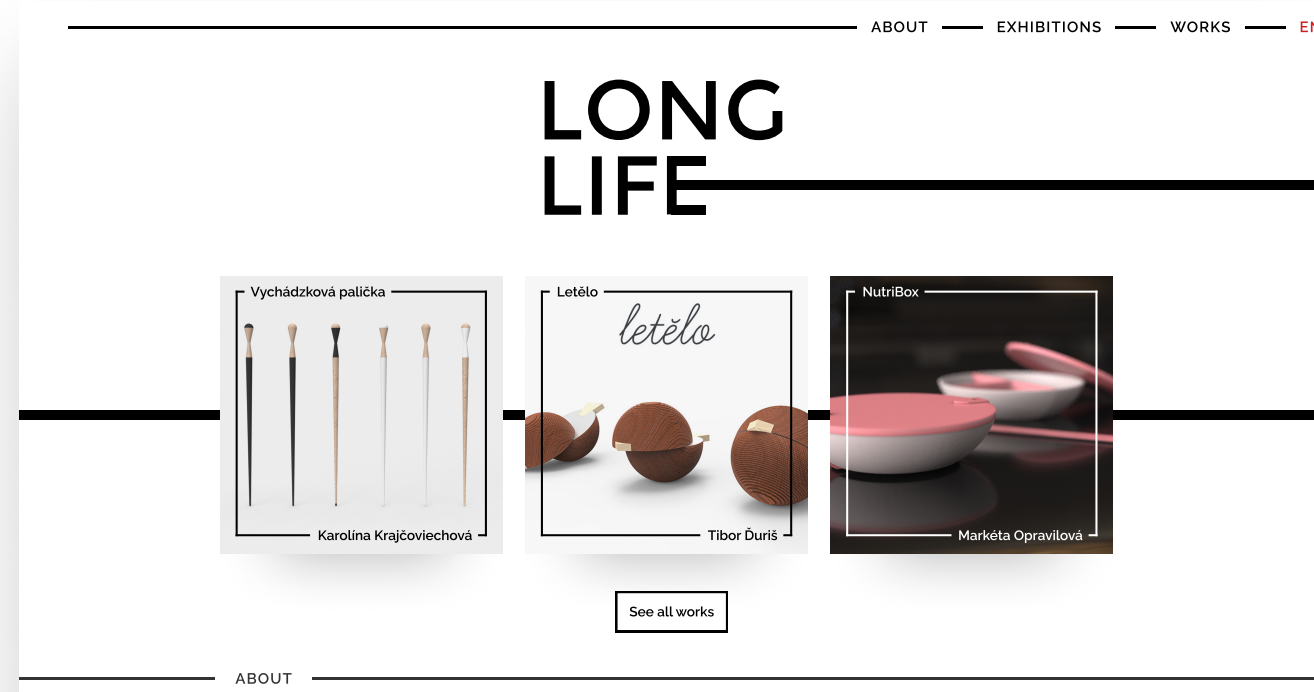 ABOUT EXHIBITIONS WORKS EN
LONG
LIFE
Vychádzková palička
Karolína Krajčoviechová
Letělo
letělo
Tibor Ďuriš
NutriBox
Markéta Opravilová
See all works
ABOUT